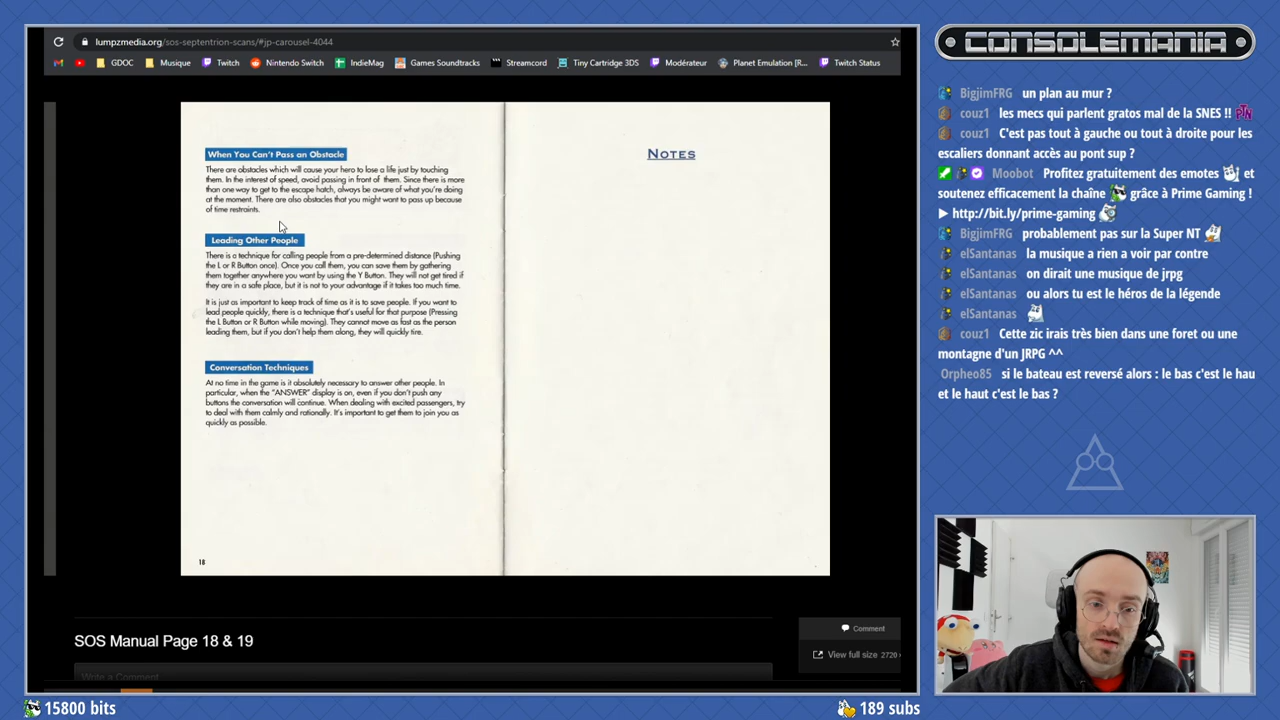 lumpzmedia.org/sos-septentrion-scans/#jp-carousel-4044
GDOC
Musique
Twitch
Nintendo Switch
IndieMag
Games Soundtracks
Streamcord
Tiny Cartridge 3DS
Modérateur
Planet Emulation [R...
Twitch Status
When You Can't Pass an Obstacle
There are obstacles which will cause your hero to lose a life just by touching
them. In the interest of speed, avoid passing in front of them. Since there is more
than one way to get to the escape hatch, always be aware of what you're doing
at the moment. There are also obstacles that you might want to pass up because
of time restraints.
Leading Other People
There is a technique for calling people from a pre-determined distance (Pushing
the L or R Button once). Once you call them, you can save them by gathering
them together anywhere you want by using the Y Button. They will not get tired if
they are in a safe place, but it is not to your advantage if it takes too much time.
It is just as important to keep track of time as it is to save people. If you want to
lead people quickly, there is a technique that's useful for that purpose (Pressing
the L Button or R Button while moving). They cannot move as fast as the person
leading them, but if you don't help them along, they will quickly tire.
Conversation Techniques
At no time in the game is it absolutely necessary to answer other people. In
particular, when the "ANSWER" display is on, even if you don't push any
buttons the conversation will continue. When dealing with excited passengers, try
to deal with them calmly and rationally. It's important to get them to join you as
quickly as possible.
18
NOTES
SOS Manual Page 18 & 19
Comment
View full size 2720
Write a Comment
CONSOLEMANIA
BigjimFRG un plan au mur ?
couz1 les mecs qui parlent gratos mal de la SNES !!
couz1 C'est pas tout à gauche ou tout à droite pour les
escaliers donnant accès au pont sup ?
Moobot Profitez gratuitement des emotes et
soutenez efficacement la chaîne grâce à Prime Gaming !
► http://bit.ly/prime-gaming
BigjimFRG probablement pas sur la Super NT
elSantanas la musique a rien a voir par contre
elSantanas on dirait une musique de jrpg
elSantanas ou alors tu est le héros de la légende
elSantanas
couz1 Cette zic irais très bien dans une foret ou une
montagne d'un JRPG ^^
Orpheo85 si le bateau est reversé alors : le bas c'est le hau
et le haut c'est le bas ?
15800 bits
189 subs